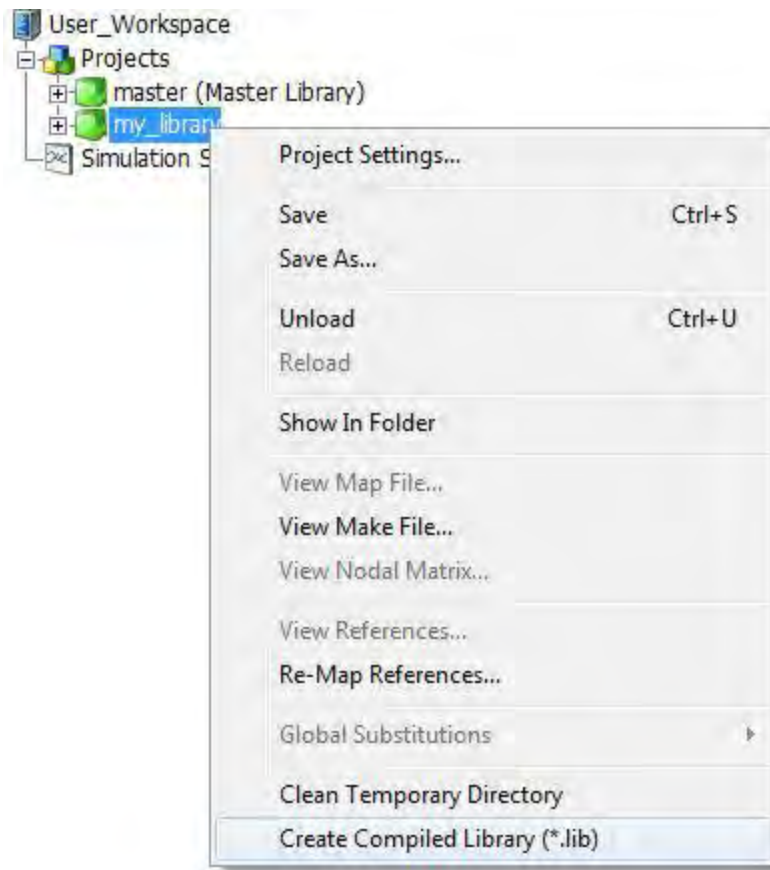 User_Workspace
Projects
master (Master Library)
my_library
Simulation S
Project Settings...
Save Ctrl+S
Save As...
Unload Ctrl+U
Reload
Show In Folder
View Map File...
View Make File...
View Nodal Matrix...
View References...
Re-Map References...
Global Substitutions
Clean Temporary Directory
Create Compiled Library (*.lib)